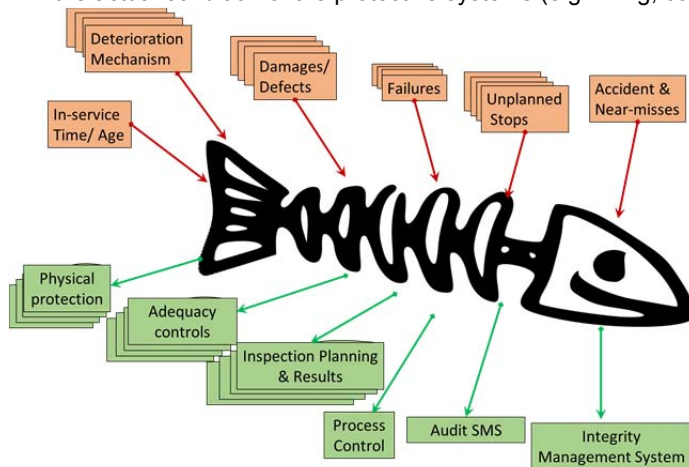 Deterioration
Mechanism
Damages/
Defects
Failures
Unplanned
Stops
Accident &
Near-misses
In-service
Time/ Age
Physical
protection
Adequacy
controls
Inspection Planning
& Results
Process
Control
Audit SMS
Integrity
Management System